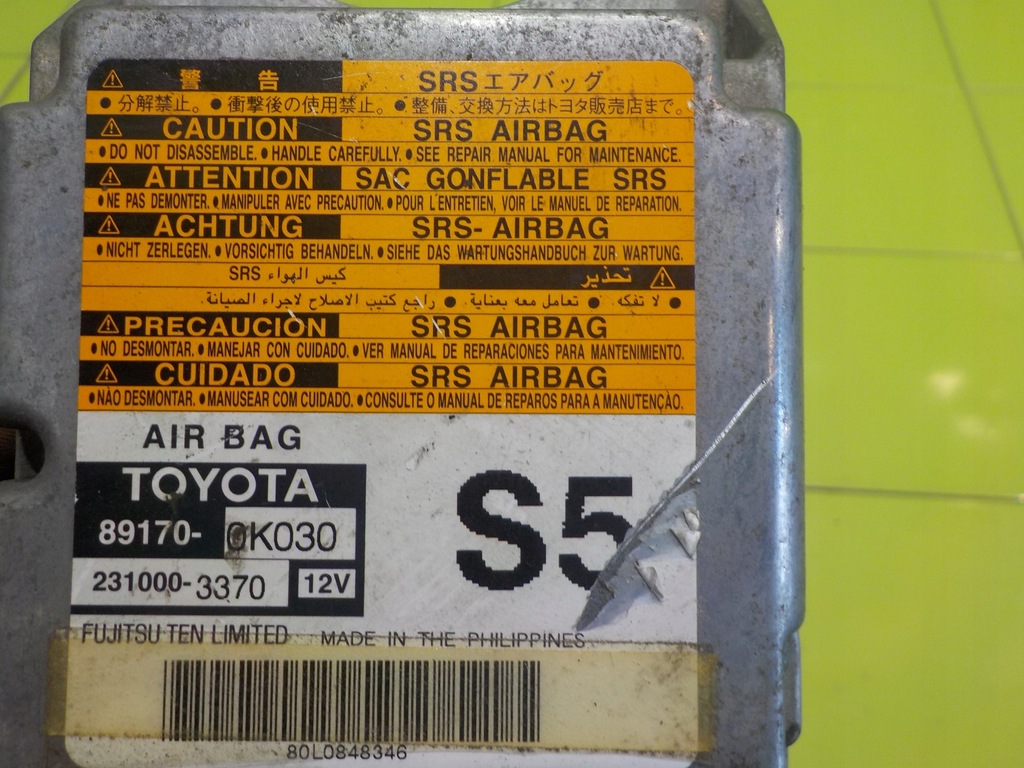 ⚠ 警告 SRSエアバッグ
● 分解禁止。 ● 衝撃後の使用禁止。 ● 整備、交換方法はトヨタ販売店まで。
⚠ CAUTION SRS AIRBAG
● DO NOT DISASSEMBLE. ● HANDLE CAREFULLY. ● SEE REPAIR MANUAL FOR MAINTENANCE.
⚠ ATTENTION SAC GONFLABLE SRS
● NE PAS DEMONTER. ● MANIPULER AVEC PRECAUTION. ● POUR L'ENTRETIEN, VOIR LE MANUEL DE REPARATION.
⚠ ACHTUNG SRS-AIRBAG
● NICHT ZERLEGEN. ● VORSICHTIG BEHANDELN. ● SIEHE DAS WARTUNGSHANDBUCH ZUR WARTUNG.
⚠ تحذير كيس الهواء SRS
● لا تفكه. ● تعامل معه بعناية. ● راجع كتيب الاصلاح لاجراء الصيانة.
⚠ PRECAUCION SRS AIRBAG
● NO DESMONTAR. ● MANEJAR CON CUIDADO. ● VER MANUAL DE REPARACIONES PARA MANTENIMIENTO.
⚠ CUIDADO SRS AIRBAG
● NÃO DESMONTAR. ● MANUSEAR COM CUIDADO. ● CONSULTE O MANUAL DE REPAROS PARA A MANUTENÇÃO.
AIR BAG
TOYOTA
89170-0K030
231000-3370 12V
S5
FUJITSU TEN LIMITED MADE IN THE PHILIPPINES
80L0848346